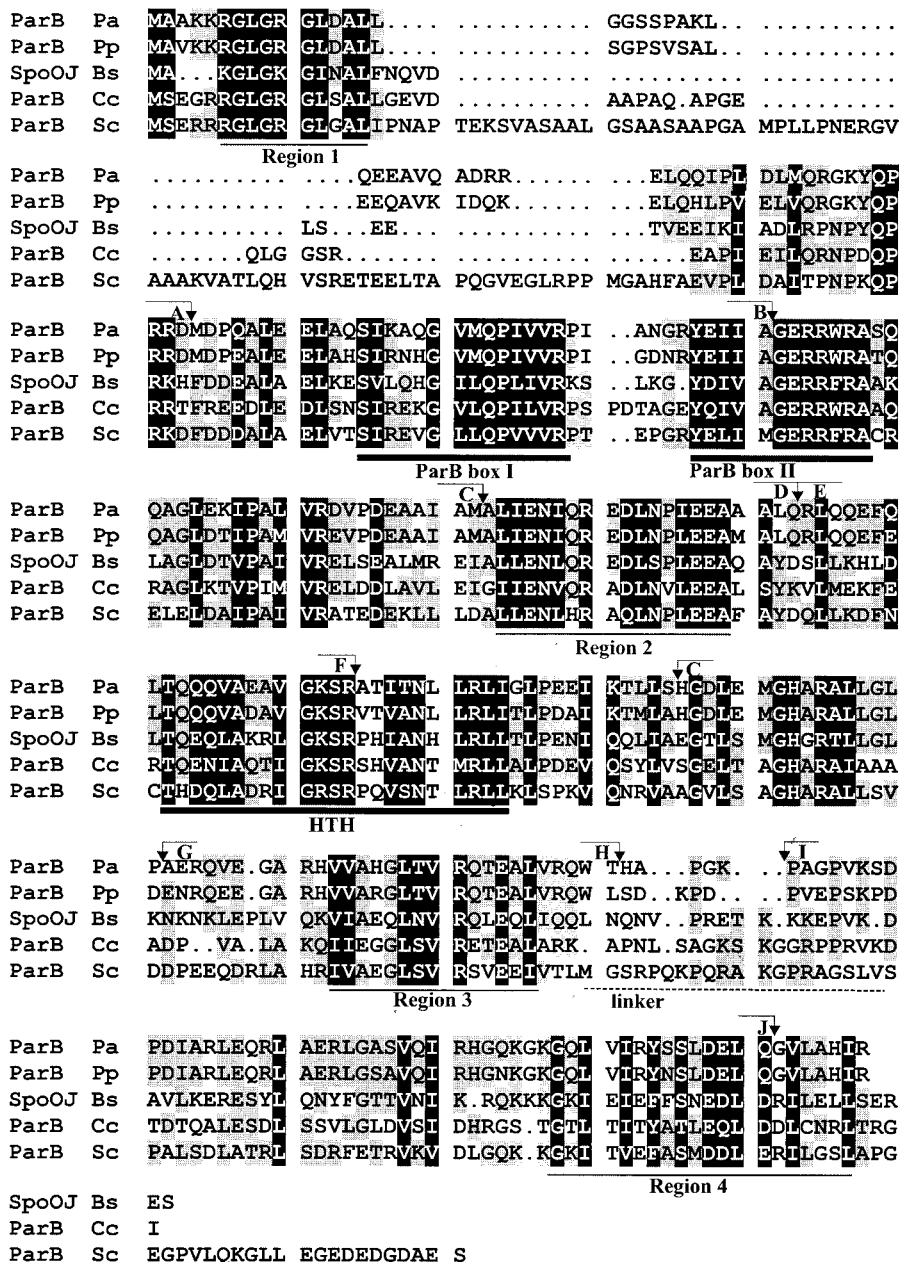 ParB Pa MAAKKRGLGR GLDALL.... .......... GGSSPAKL.. ..........
ParB Pp MAVKKRGLGR GLDALL.... .......... SGPSVSAL.. ..........
SpoOJ Bs MA...KGLGK GINALFNQVD .......... .......... ..........
ParB Cc MSEGRRGLGR GLSALLGEVD .......... AAPAQ.APGE ..........
ParB Sc MSERRRGLGR GLGALIPNAP TEKSVASAAL GSAASAAPGA MPLLPNERGV
Region 1
ParB Pa .......... .....QEEAVQ ADRR...... ...ELQQIPL DLMQRGKYQP
ParB Pp .......... .....EEQAVK IDQK...... ...ELQHLPV ELVQRGKYQP
SpoOJ Bs .......... .LS..EE... .......... ...TVEEIKI ADLRPNPYQP
ParB Cc .......QLG GSR....... .......... ......EAPI EILQRNPDQP
ParB Sc AAAKVATLQH VSRETEELTA PQGVEGLRPP MGAHFAEVPL DALTPNPKQP
A B
ParB Pa RRDMDPQALE ELAQSIKAQG VMQPIVVRPI ..ANGRYEII AGERRWRASQ
ParB Pp RRDMDPEALE ELAHSIRNHG VMQPIVVRPI ..GDNRYEII AGERRWRATQ
SpoOJ Bs RKHFDDEALA ELKESVLQHG ILQPLIVRKS ..LKG.YDIV AGERRFRAAK
ParB Cc RRTFREEDLE DLSNSIREKG VLQPILVRPS PDTAGEYQIV AGERRWRAAQ
ParB Sc RKDFDDDALA ELVTSIREVG LLQPVVVRPT ..EPGRYELI MGERRFRACR
ParB box I ParB box II
C D E
ParB Pa QAGLEKIPAL VRDVPDEAAI AMALIENIQR EDLNPIEEAA ALQRLQQEFQ
ParB Pp QAGLDTIPAM VREVPDEAAI AMALIENIQR EDLNPLEEAM ALQRLQQEFE
SpoOJ Bs LAGLDTVPAI VRELSEALMR EIALLENLQR EDLSPLEEAQ AYDSLLKHLD
ParB Cc RAGLKTVPIM VRELDDLAVL EIGIIENVQR ADLNVLEEAL SYKVLMEKFE
ParB Sc ELELDAIPAI VRATEDEKLL LDALLENLHR AQLNPLEEAF AYDQLLKDFN
Region 2
F C
ParB Pa LTQQQVAEAV GKSRATITNL LRLIGLPEEI KTLLSHGDLE MGHARALLGL
ParB Pp LTQQQVADAV GKSRVTVANL LRLITLPDAI KTMLAHGDLE MGHARALLGL
SpoOJ Bs LTQEQLAKRL GKSRPHIANH LRLLTLPENI QQLIAEGTLS MGHGRTLLGL
ParB Cc RTQENIAQTI GKSRSHVANT MRLLALPDEV QSYLVSGELT AGHARAIAAA
ParB Sc CTHDQLADRI GRSRPQVSNT LRLLKLSPKV QNRVAAGVLS AGHARALLSV
HTH
G H I
ParB Pa PAERQVE.GA RHVVAHGLTV RQTEALVRQW THA..PGK.. ..PAGPVKSD
ParB Pp DENRQEE.GA RHVVARGLTV RQTEALVRQW LSD..KPD.. ..PVEPSKPD
SpoOJ Bs KNKNKLEPLV QKVIAEQLNV RQLEQLIQQL NQNV..PRET K.KKEPVK.D
ParB Cc ADP..VA.LA KQIIEGGLSV RETEALARK. APNL.SAGKS KGGRPPRVKD
ParB Sc DDPEEQDRLA HRIVAEGLSV RSVEEIVTLM GSRPQKPQRA KGPRAGSLVS
Region 3 linker
J
ParB Pa PDIARLEQRL AERLGASVQI RHGQKGKGQL VIRYSSLDEL QGVLAHIR
ParB Pp PDIARLEQRL AERLGSAVQI RHGNKGKGQL VIRYNSLDEL QGVLAHIR
SpoOJ Bs AVLKERESYL QNYFGTTVNI K.RQKKKGKI EIEFFSNEDL DRILELLSER
ParB Cc TDTQALESDL SSVLGLDVSI DHRGS.TGTL TITYATLEQL DDLCNRLTRG
ParB Sc PALSDLATRL SDRFETRVKV DLGQK.KGKI TVEFASMDDL ERILGSLAPG
Region 4
SpoOJ Bs ES
ParB Cc I
ParB Sc EGPVLQKGLL EGEDEDGDAE S